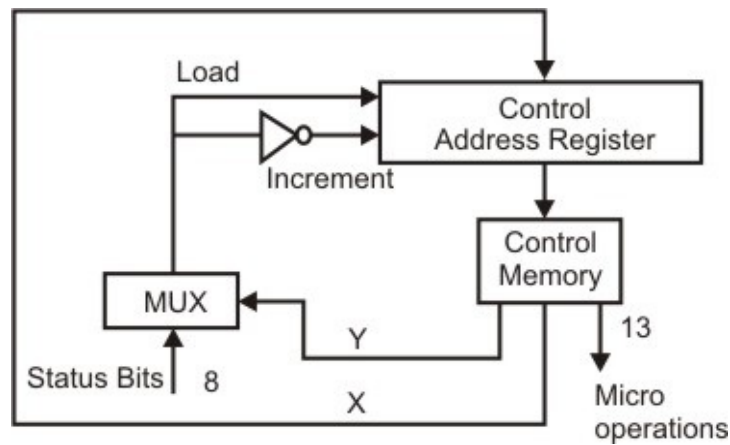 Load
Control
Address Register
Increment
Control
Memory
MUX
13
Y
Status Bits
8
X
Micro
operations